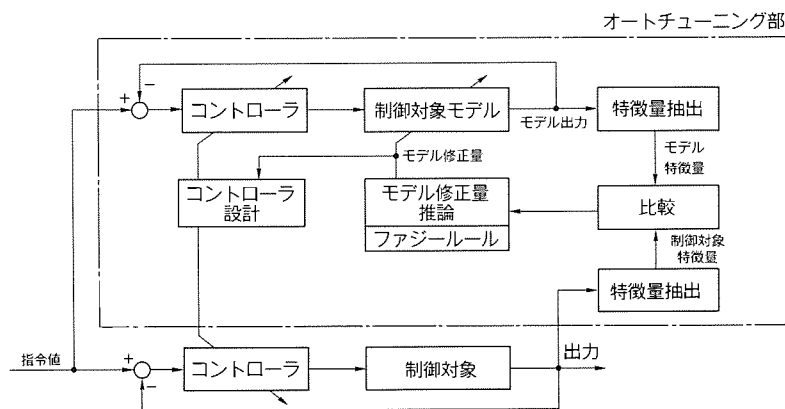 オートチューニング部
−
+
コントローラ
制御対象モデル
モデル出力
特徴量抽出
モデル
特徴量
モデル修正量
コントローラ
設計
モデル修正量
推論
ファジールール
比較
制御対象
特徴量
特徴量抽出
指令値
+
−
コントローラ
制御対象
出力